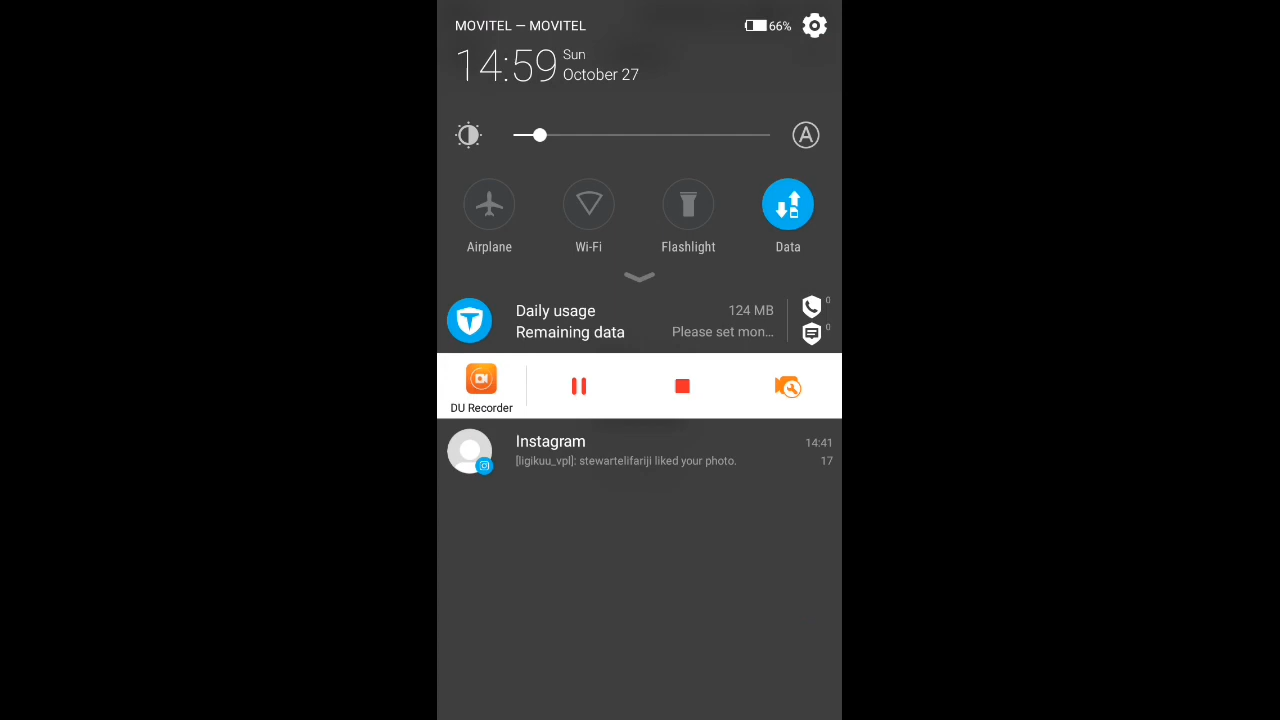 MOVITEL — MOVITEL 66%
14:59 Sun
October 27
A
Airplane Wi-Fi Flashlight Data
Daily usage 124 MB 0
Remaining data Please set mon... 0
DU Recorder
Instagram 14:41
[ligikuu_vpl]: stewartelifariji liked your photo. 17